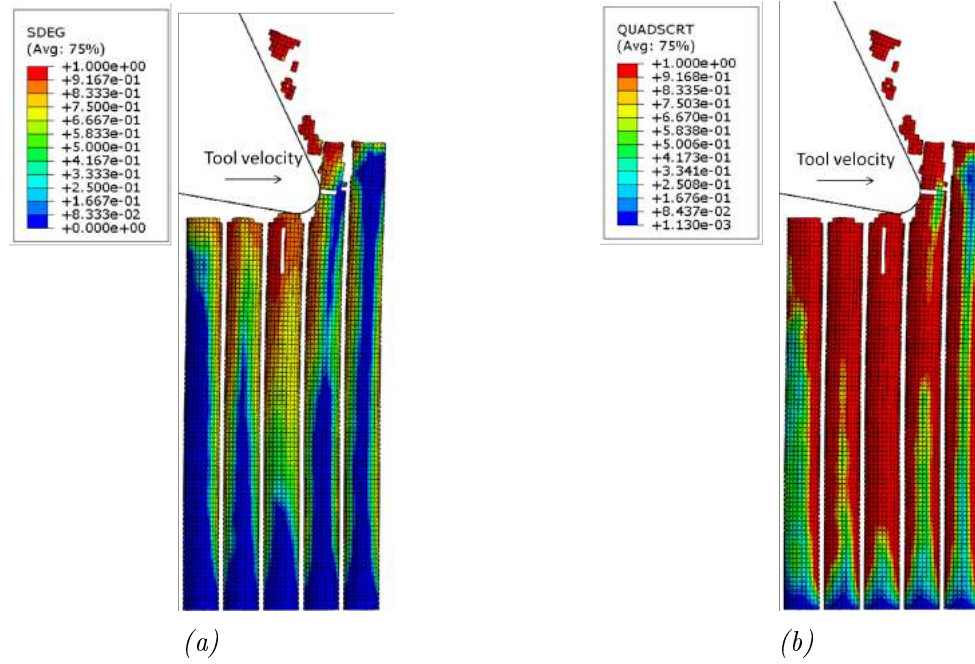 SDEG
(Avg: 75%)
+1.000e+00
+9.167e-01
+8.333e-01
+7.500e-01
+6.667e-01
+5.833e-01
+5.000e-01
+4.167e-01
+3.333e-01
+2.500e-01
+1.667e-01
+8.333e-02
+0.000e+00
Tool velocity
(a)
QUADSCRT
(Avg: 75%)
+1.000e+00
+9.168e-01
+8.335e-01
+7.503e-01
+6.670e-01
+5.838e-01
+5.006e-01
+4.173e-01
+3.341e-01
+2.508e-01
+1.676e-01
+8.437e-02
+1.130e-03
Tool velocity
(b)